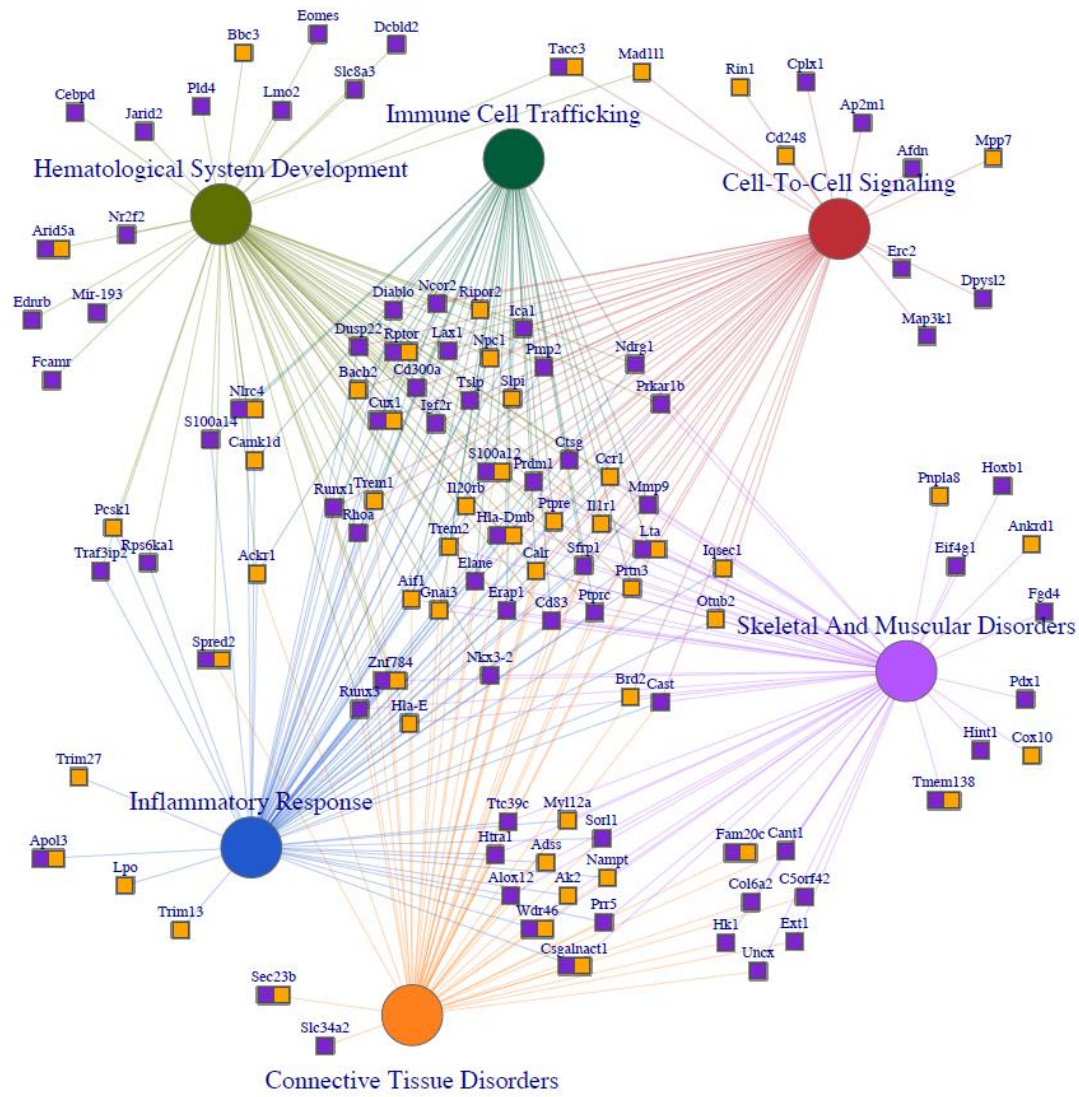 Eomes
Bbc3
Dcbld2
Tacc3
Mad1l1
Rin1
Cplx1
Slc8a3
Cebpd
Pld4
Lmo2
Jarid2
Ap2m1
Immune Cell Trafficking
Cd248
Afdn
Mpp7
Hematological System Development
Cell-To-Cell Signaling
Nr2f2
Arid5a
Erc2
Dpysl2
Ednrb
Mir-193
Diablo
Ncor2
Ripor2
Ica1
Map3k1
Dusp22
Rptor
Lax1
Npc1
Pmp2
Ndrg1
Fcamr
Bach2
Cd300a
Tslp
Slpi
Prkar1b
Nlrc4
Cux1
Igf2r
S100a14
Camk1d
Ctsg
S100a12
Prdm1
Ccr1
Pnpla8
Hoxb1
Runx1
Trem1
Il20rb
Mmp9
Pcsk1
Rhoa
Hla-Dmb
Ptpre
Il1r1
Ankrd1
Trem2
Lta
Traf3ip2
Rps6ka1
Ackr1
Elane
Calr
Sfrp1
Iqsec1
Eif4g1
Aif1
Gnai3
Erap1
Cd83
Ptprc
Prtn3
Otub2
Fgd4
Skeletal And Muscular Disorders
Spred2
Znf784
Nkx3-2
Runx3
Hla-E
Brd2
Cast
Pdx1
Hint1
Cox10
Trim27
Tmem138
Inflammatory Response
Ttc39c
Myl12a
Sorl1
Apol3
Htra1
Adss
Fam20c
Cant1
Lpo
Nampt
Alox12
Ak2
Col6a2
C5orf42
Trim13
Wdr46
Prr5
Hk1
Ext1
Csgalnact1
Uncx
Sec23b
Slc34a2
Connective Tissue Disorders